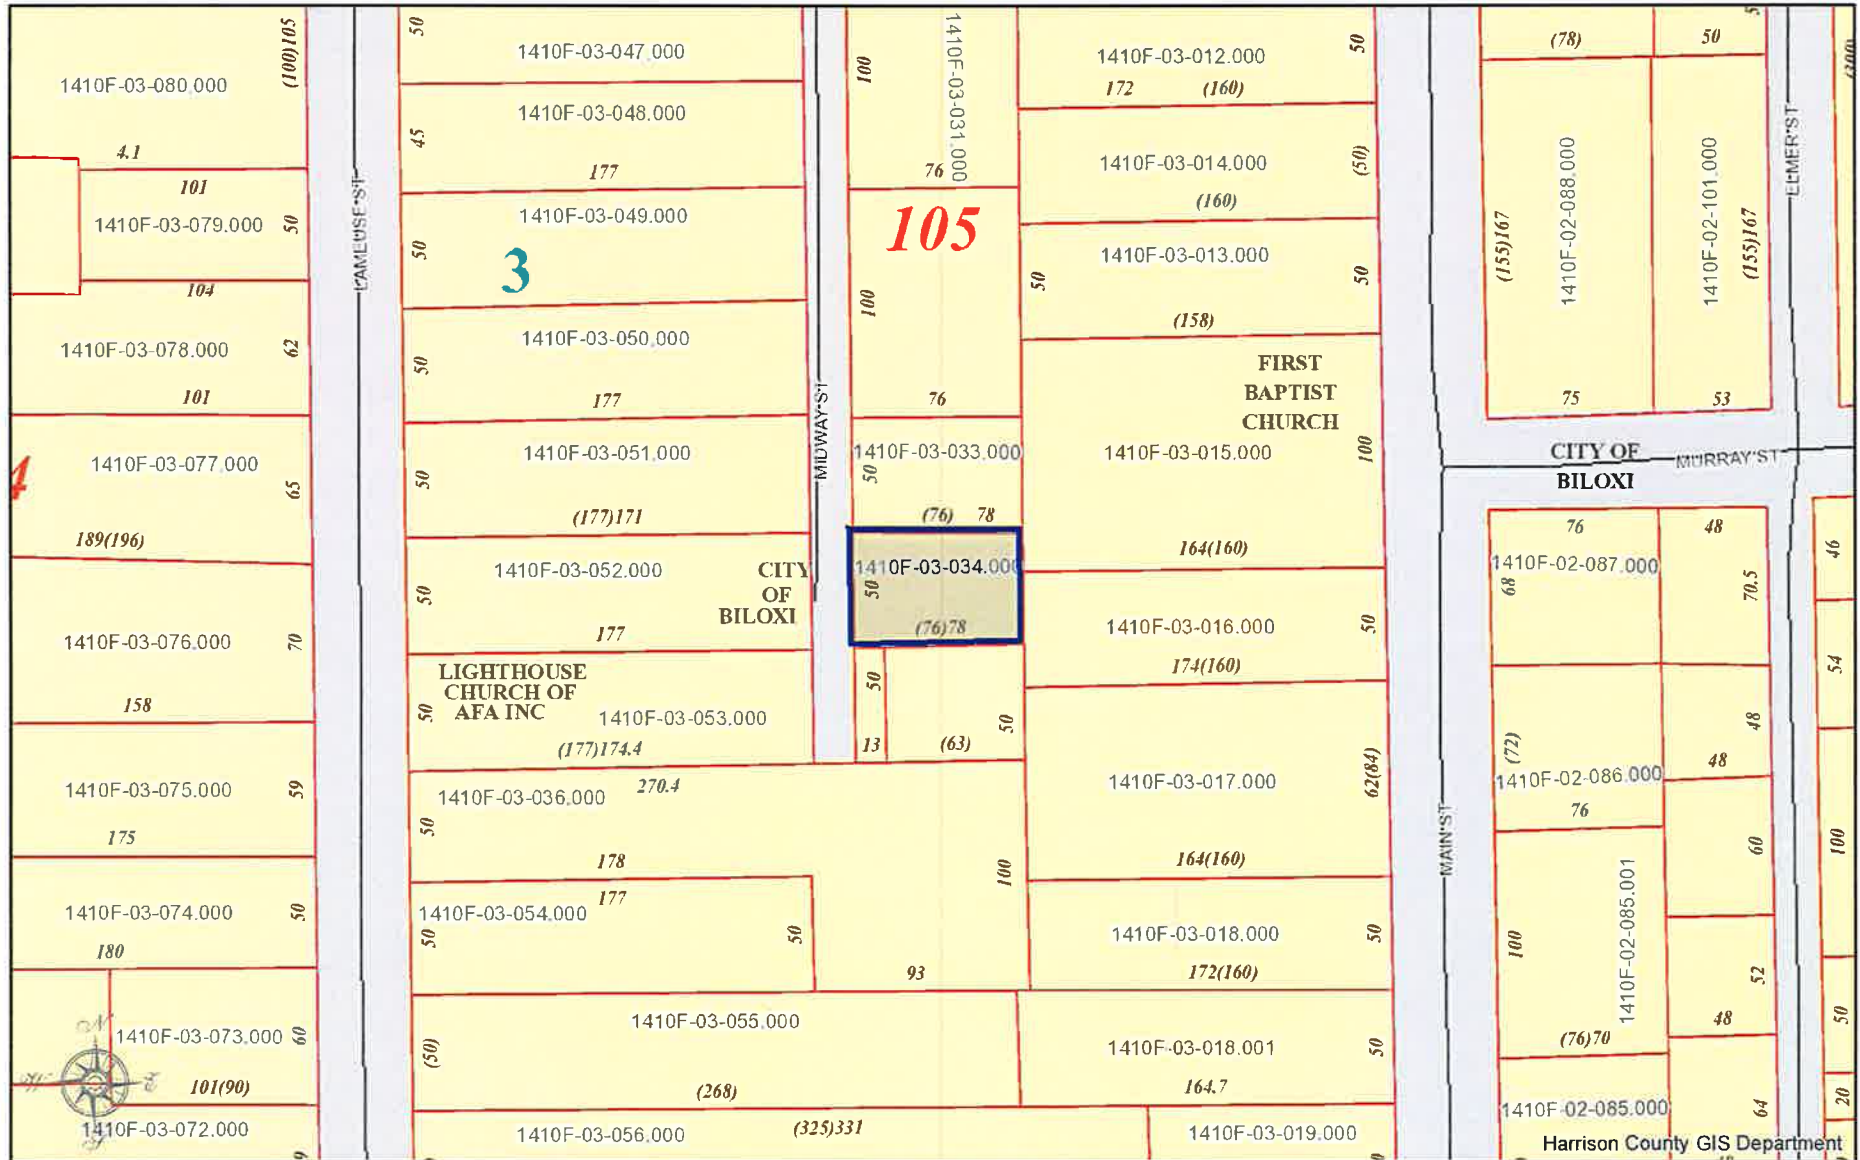 1410F-03-080.000
(100)105
4.1
101
1410F-03-079.000
50
104
1410F-03-078.000
62
101
1410F-03-077.000
65
4
189(196)
1410F-03-076.000
70
158
1410F-03-075.000
59
175
1410F-03-074.000
50
180
1410F-03-073.000
60
101(90)
1410F-03-072.000
N
W
E
S
LAMEUSE ST
50
1410F-03-047.000
1410F-03-048.000
45
177
1410F-03-049.000
50
3
1410F-03-050.000
50
177
1410F-03-051.000
50
(177)171
1410F-03-052.000
50
CITY
OF
BILOXI
177
LIGHTHOUSE
CHURCH OF
AFA INC
50
1410F-03-053.000
(177)174.4
1410F-03-036.000
270.4
50
178
177
1410F-03-054.000
50
50
100
93
1410F-03-055.000
(50)
(268)
1410F-03-056.000
(325)331
MIDWAY ST
100
1410F-03-031.000
76
105
100
76
1410F-03-033.000
50
(76) 78
1410F-03-034.000
50
(76)78
50
13
(63)
50
1410F-03-012.000
50
172 (160)
1410F-03-014.000
(50)
(160)
1410F-03-013.000
50
50
(158)
FIRST
BAPTIST
CHURCH
1410F-03-015.000
100
164(160)
1410F-03-016.000
50
174(160)
1410F-03-017.000
62(84)
164(160)
1410F-03-018.000
50
172(160)
1410F-03-018.001
50
164.7
1410F-03-019.000
MAIN ST
(78)
50
1410F-02-088.000
(155)167
75
1410F-02-101.000
(155)167
53
ELMER ST
CITY OF
BILOXI
MURRAY ST
76
1410F-02-087.000
68
48
70.5
46
54
(72)
1410F-02-086.000
76
48
48
60
100
1410F-02-085.001
100
(76)70
52
48
50
1410F-02-085.000
64
20
Harrison County GIS Department